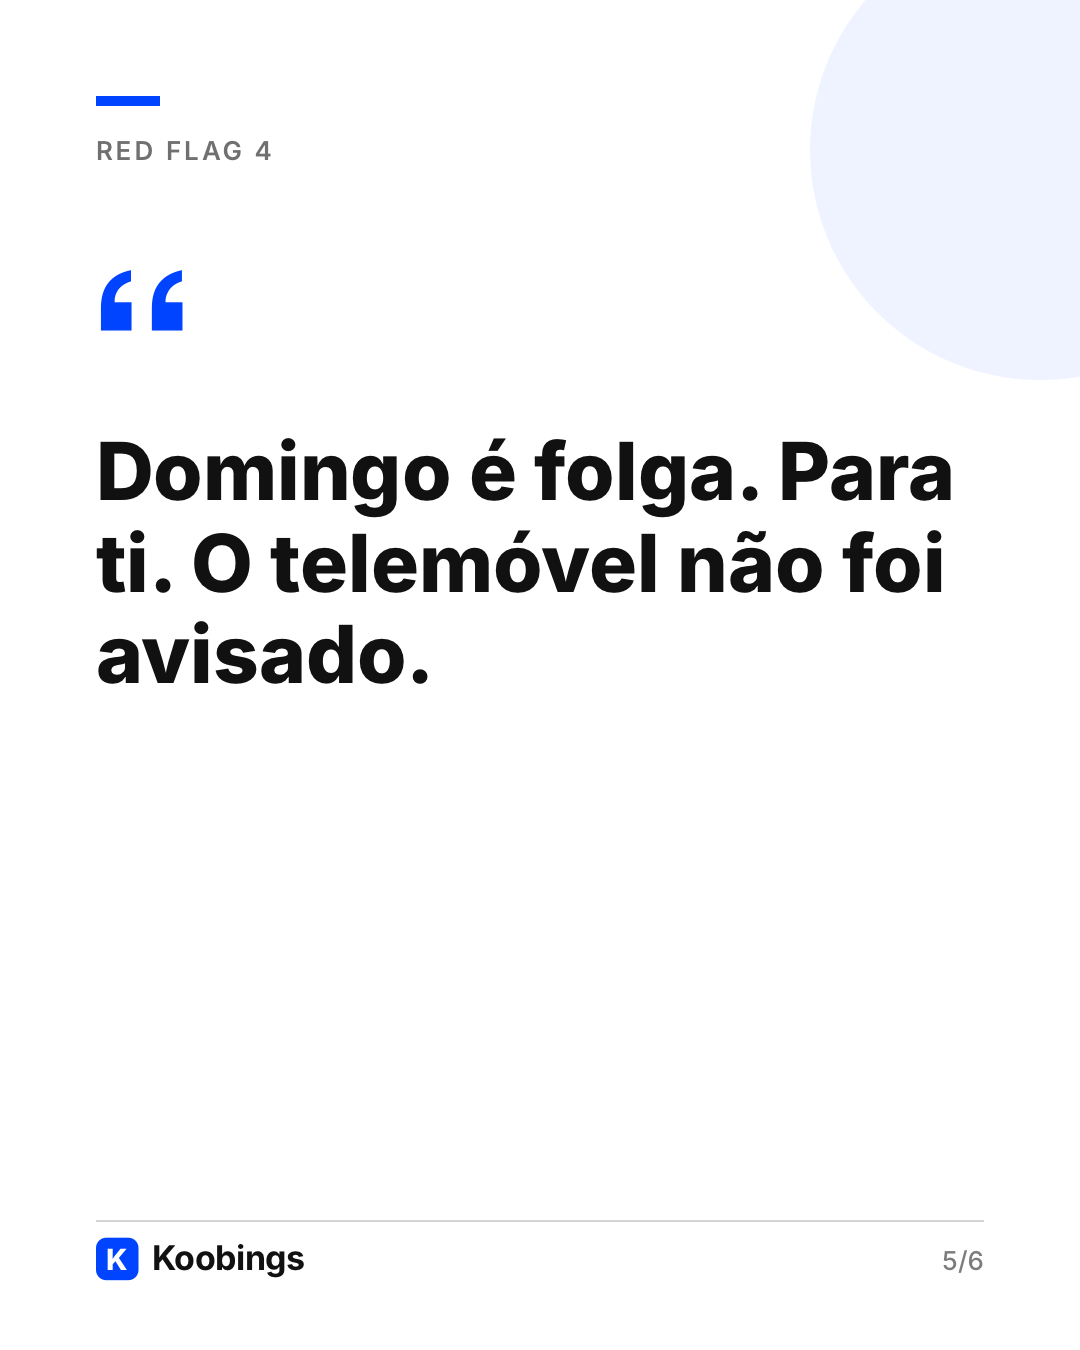 RED FLAG 4
“
Domingo é folga. Para
ti. O telemóvel não foi
avisado.
K Koobings
5/6